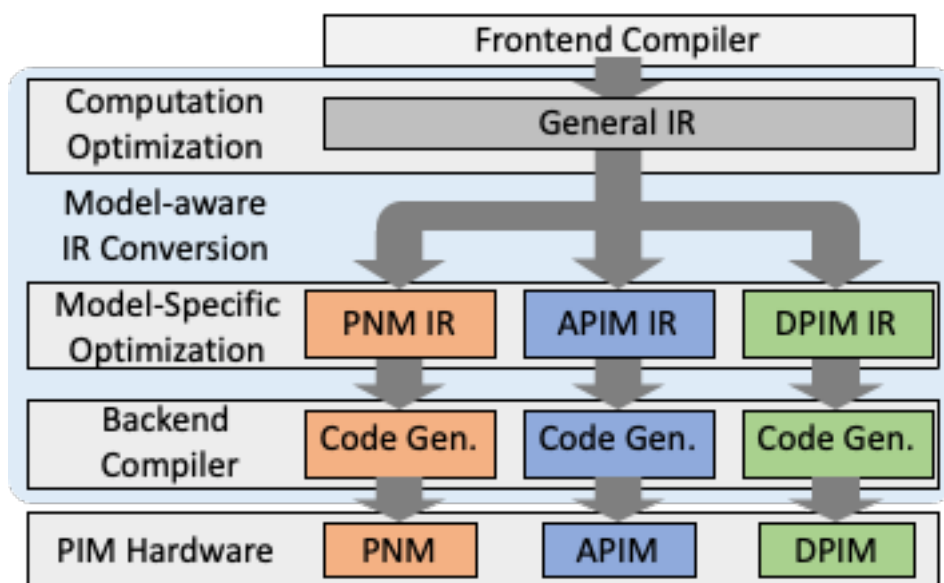 Frontend Compiler
Computation
Optimization
General IR
Model-aware
IR Conversion
Model-Specific
Optimization
PNM IR
APIM IR
DPIM IR
Backend
Compiler
Code Gen.
Code Gen.
Code Gen.
PIM Hardware
PNM
APIM
DPIM